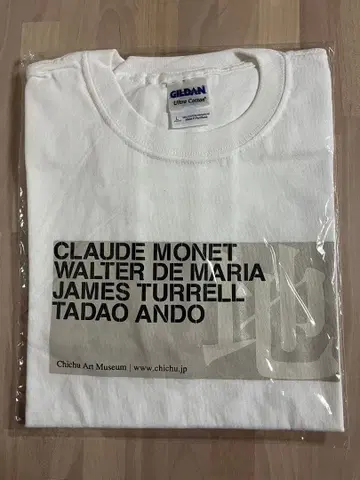 GILDAN
Ultra Cotton®
L
CLAUDE MONET
WALTER DE MARIA
JAMES TURRELL
TADAO ANDO
地
Chichu Art Museum | www.chichu.jp